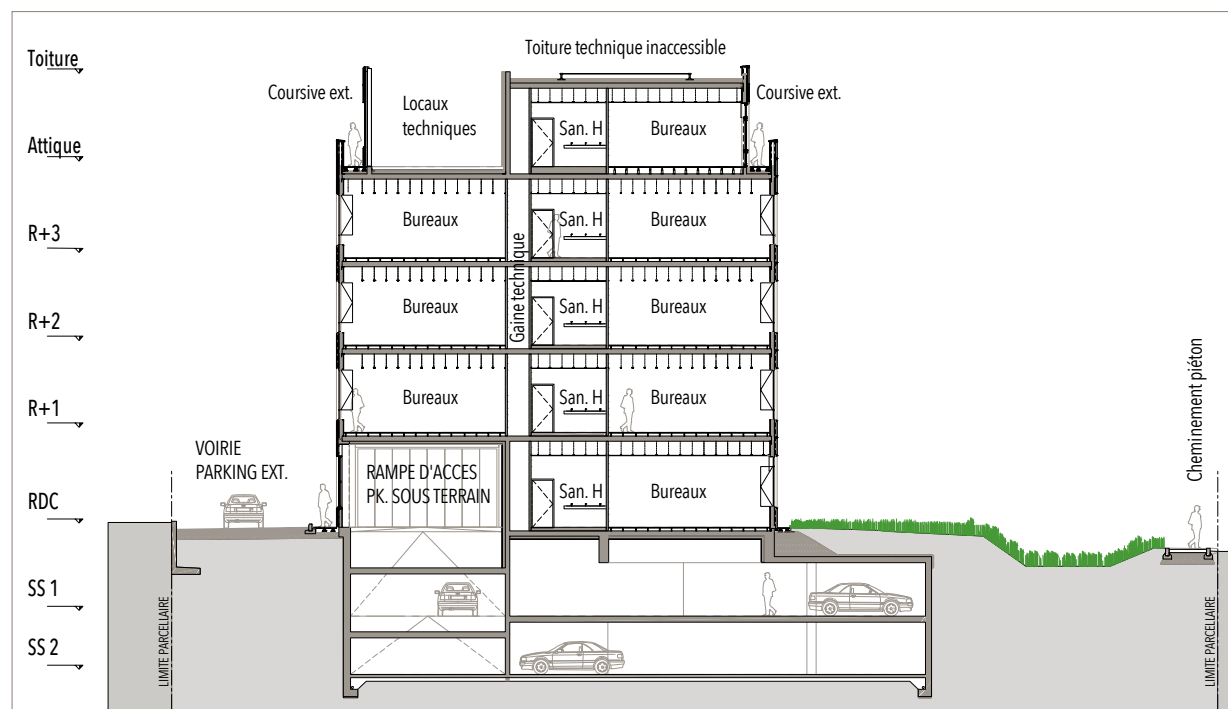 Toiture technique inaccessible
Toiture
Coursive ext.
Locaux
techniques
San. H
Bureaux
Coursive ext.
Attique
Bureaux
San. H
Bureaux
R+3
Gaine technique
Bureaux
San. H
Bureaux
R+2
Bureaux
San. H
Bureaux
R+1
Cheminement piéton
VOIRIE
PARKING EXT.
RAMPE D'ACCES
PK. SOUS TERRAIN
San. H
Bureaux
RDC
SS 1
SS 2
LIMITE PARCELLAIRE
LIMITE PARCELLAIRE